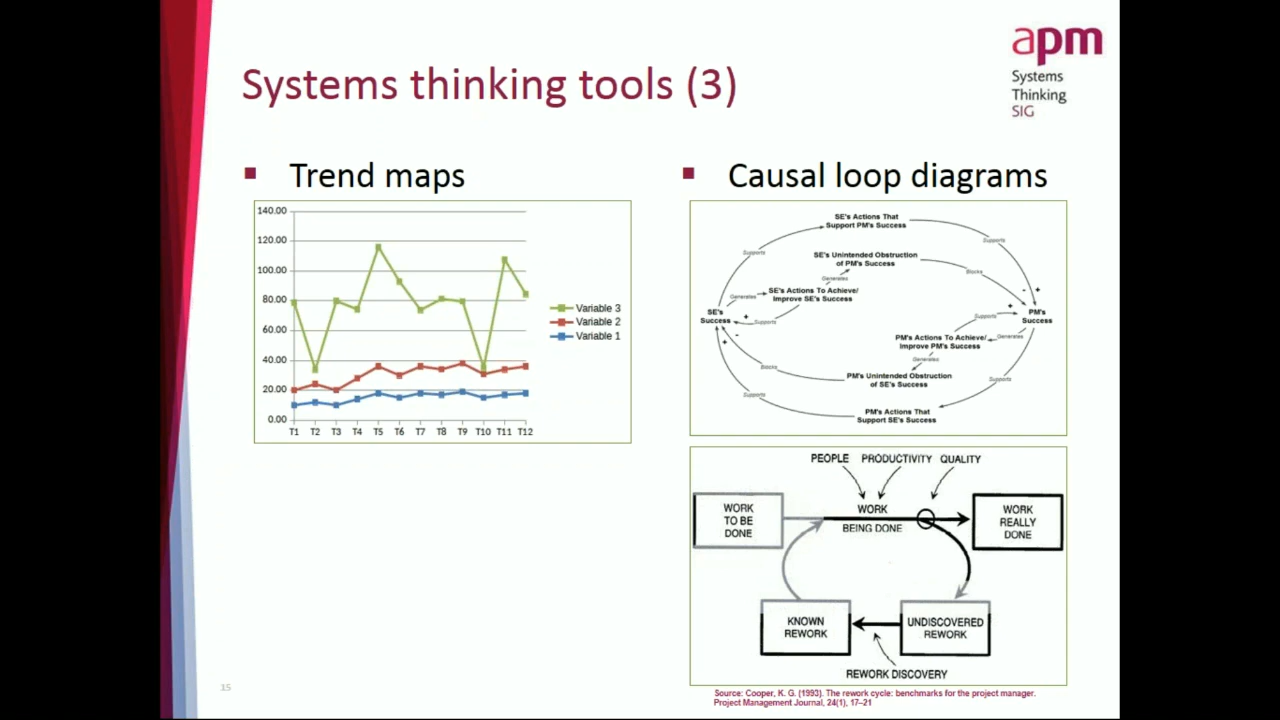 Systems thinking tools (3)
apm
Systems
Thinking
SIG
Trend maps
140.00
120.00
100.00
80.00
60.00
40.00
20.00
0.00
T1 T2 T3 T4 T5 T6 T7 T8 T9 T10 T11 T12
Variable 3
Variable 2
Variable 1
Causal loop diagrams
SE's Actions That
Support PM's Success
Supports
Supports
SE's Unintended Obstruction
of PM's Success
Blocks
Generates
SE's Actions To Achieve/
Improve SE's Success
Generates
- +
+
SE's
Success
+
Supports
-
+
PM's
Success
Supports
PM's Actions To Achieve/
Improve PM's Success
Generates
Generates
Blocks
PM's Unintended Obstruction
of SE's Success
Supports
Supports
PM's Actions That
Support SE's Success
PEOPLE PRODUCTIVITY QUALITY
WORK
TO BE
DONE
WORK
BEING DONE
WORK
REALLY
DONE
KNOWN
REWORK
UNDISCOVERED
REWORK
REWORK DISCOVERY
Source: Cooper, K. G. (1993). The rework cycle: benchmarks for the project manager.
Project Management Journal, 24(1), 17–21
15